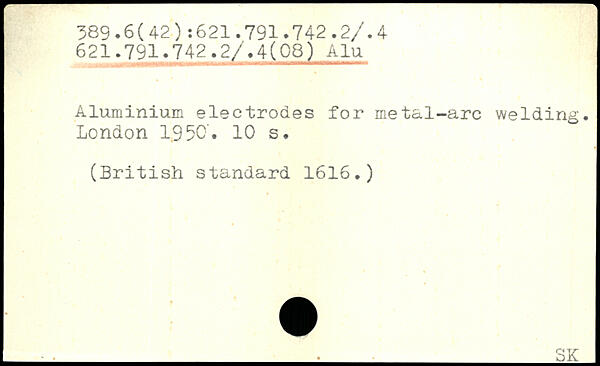 389.6(42):621.791.742.2/.4
621.791.742.2/.4(08) Alu
Aluminium electrodes for metal-arc welding.
London 1950. 10 s.
(British standard 1616.)
SK